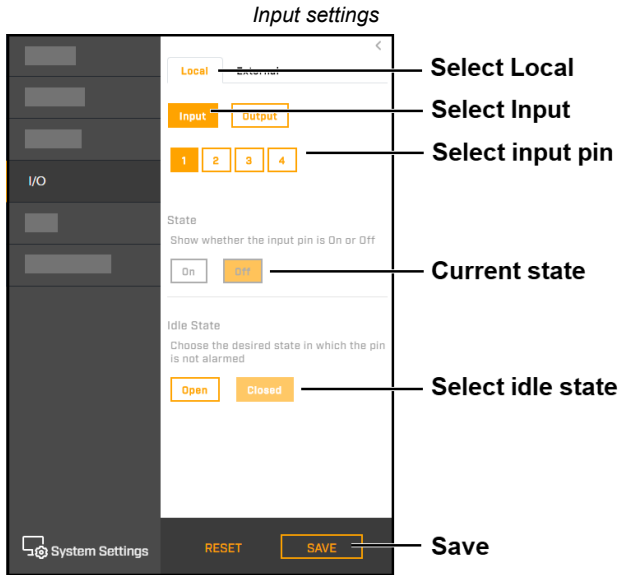 Input settings
Local External
Select Local
Input Output
Select Input
1 2 3 4
Select input pin
I/O
State
Show whether the input pin is On or Off
On Off
Current state
Idle State
Choose the desired state in which the pin
is not alarmed
Open Closed
Select idle state
System Settings
RESET SAVE
Save